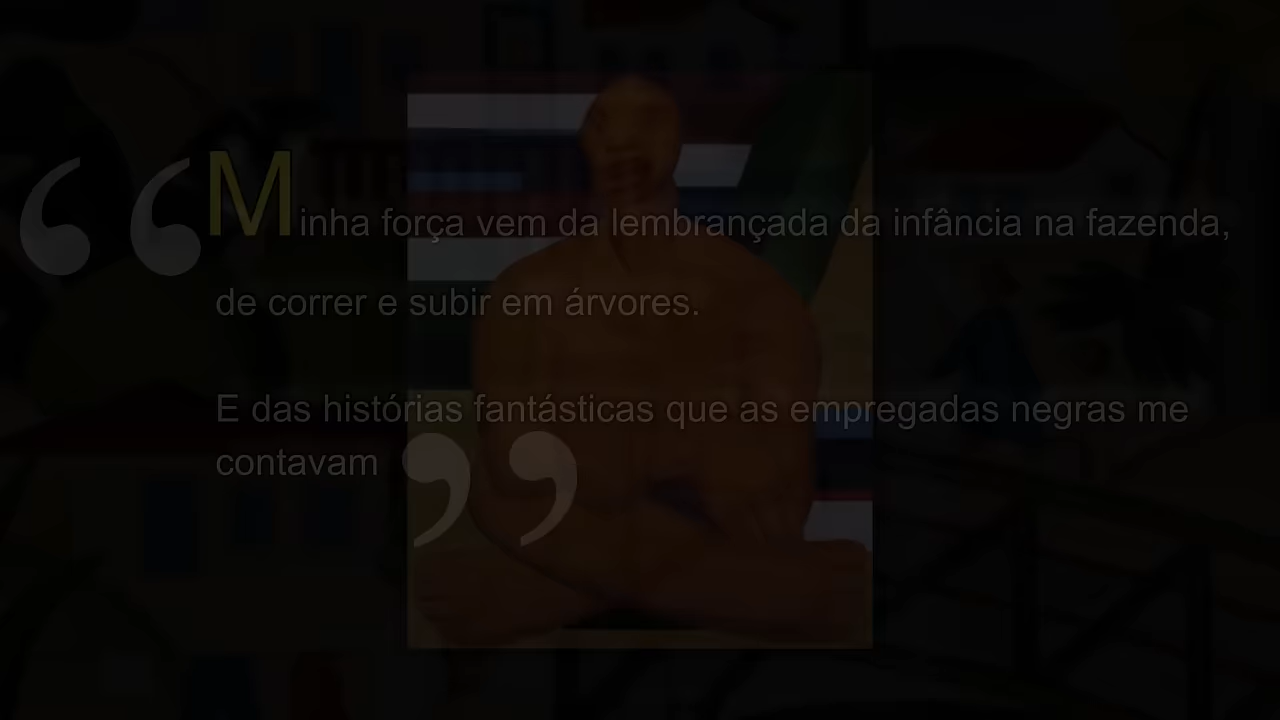 “Minha força vem da lembrançada da infância na fazenda,
de correr e subir em árvores.
E das histórias fantásticas que as empregadas negras me
contavam”